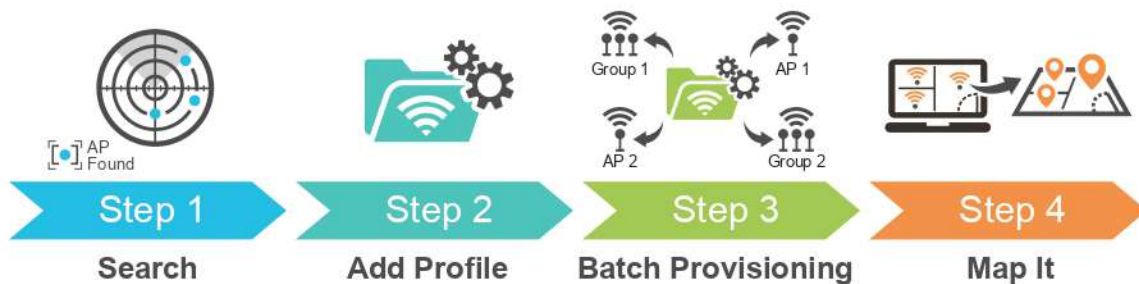 Group 1
AP 1
AP
Found
AP 2
Group 2
Step 1
Step 2
Step 3
Step 4
Search
Add Profile
Batch Provisioning
Map It